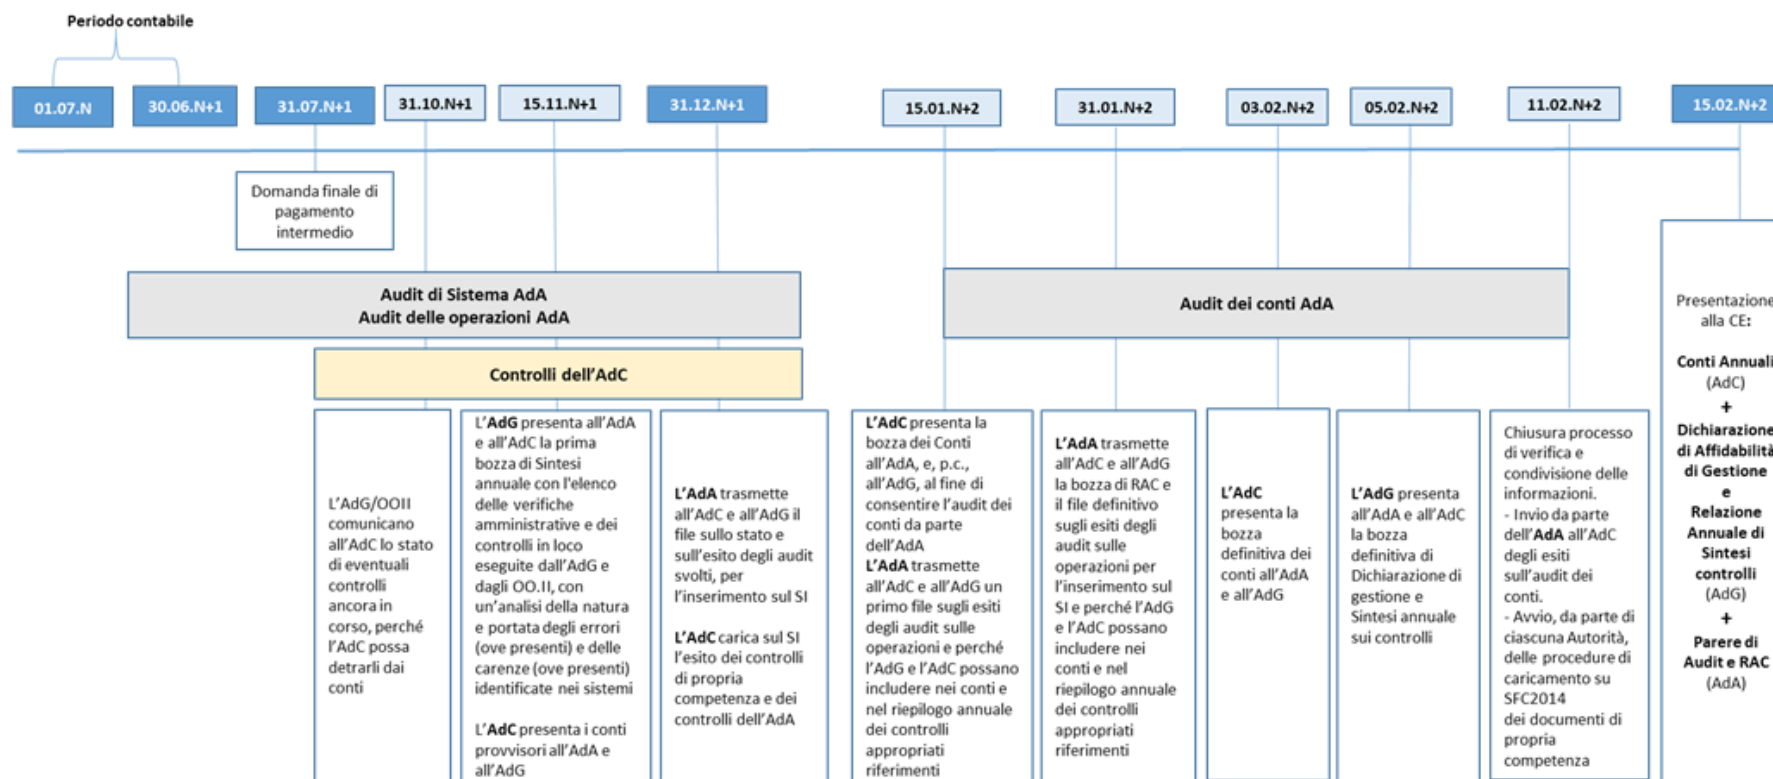 Periodo contabile
01.07.N
30.06.N+1
31.07.N+1
31.10.N+1
15.11.N+1
31.12.N+1
15.01.N+2
31.01.N+2
03.02.N+2
05.02.N+2
11.02.N+2
15.02.N+2
Domanda finale di
pagamento
intermedio
Audit di Sistema AdA
Audit delle operazioni AdA
Audit dei conti AdA
Controlli dell'AdC
L'AdG/OOII
comunicano
all'AdC lo stato
di eventuali
controlli
ancora in
corso, perché
l'AdC possa
detrarli dai
conti
L'AdG presenta all'AdA
e all'AdC la prima
bozza di Sintesi
annuale con l'elenco
delle verifiche
amministrative e dei
controlli in loco
eseguite dall'AdG e
dagli OO.II, con
un'analisi della natura
e portata degli errori
(ove presenti) e delle
carenze (ove presenti)
identificate nei sistemi
L'AdC presenta i conti
provvisori all'AdA e
all'AdG
L'AdA trasmette
all'AdC e all'AdG il
file sullo stato e
sull'esito degli audit
svolti, per
l'inserimento sul SI
L'AdC carica sul SI
l'esito dei controlli
di propria
competenza e dei
controlli dell'AdA
L'AdC presenta la
bozza dei Conti
all'AdA, e, p.c.,
all'AdG, al fine di
consentire l'audit dei
conti da parte
dell'AdA
L'AdA trasmette
all'AdC e all'AdG un
primo file sugli esiti
degli audit sulle
operazioni e perché
l'AdG e l'AdC possano
includere nei conti e
nel riepilogo annuale
dei controlli
appropriati
riferimenti
L'AdA trasmette
all'AdC e all'AdG
la bozza di RAC e
il file definitivo
sugli esiti degli
audit sulle
operazioni per
l'inserimento sul
SI e perché l'AdG
e l'AdC possano
includere nei
conti e nel
riepilogo annuale
dei controlli
appropriati
riferimenti
L'AdC
presenta la
bozza
definitiva dei
conti all'AdA
e all'AdG
L'AdG presenta
all'AdA e all'AdC
la bozza
definitiva di
Dichiarazione di
gestione e
Sintesi annuale
sui controlli
Chiusura processo
di verifica e
condivisione delle
informazioni.
- Invio da parte
dell'AdA all'AdC
degli esiti
sull'audit dei
conti.
- Avvio, da parte di
ciascuna Autorità,
delle procedure di
caricamento su
SFC2014
dei documenti di
propria
competenza
Presentazione
alla CE:
Conti Annuali
(AdC)
+
Dichiarazione
di Affidabilità
di Gestione
e
Relazione
Annuale di
Sintesi
controlli
(AdG)
+
Parere di
Audit e RAC
(AdA)